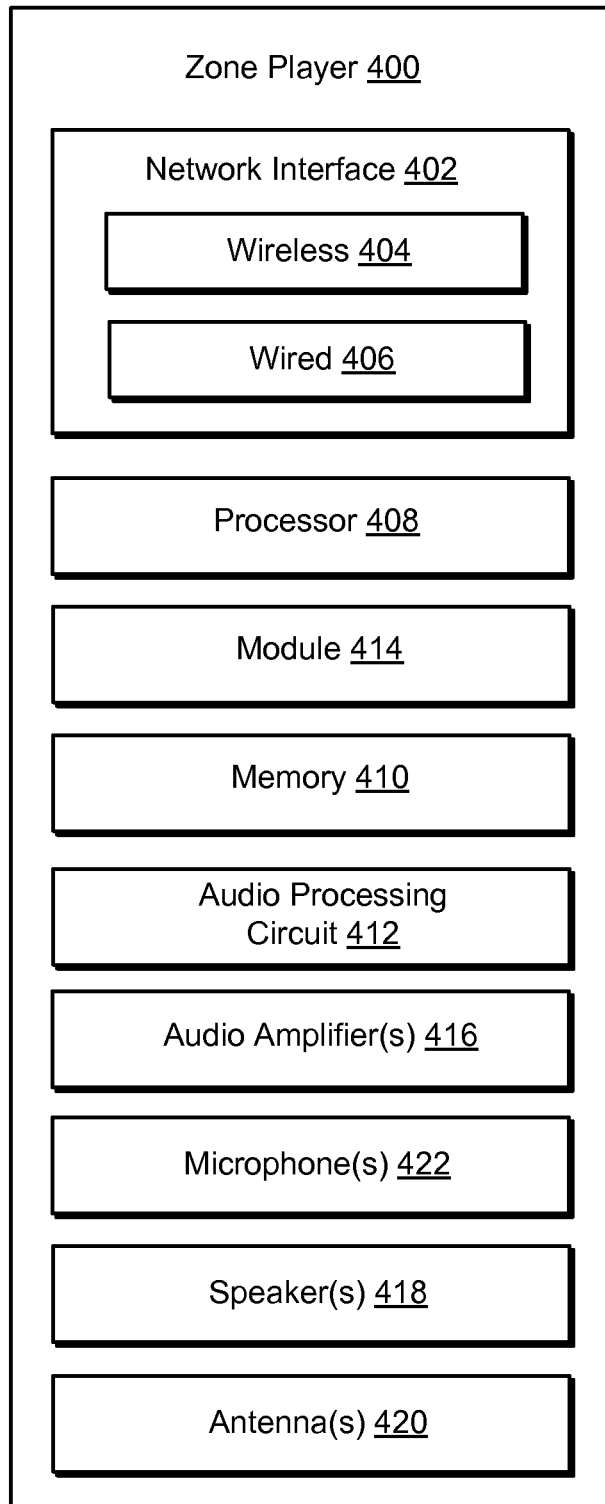 Zone Player 400
Network Interface 402
Wireless 404
Wired 406
Processor 408
Module 414
Memory 410
Audio Processing
Circuit 412
Audio Amplifier(s) 416
Microphone(s) 422
Speaker(s) 418
Antenna(s) 420